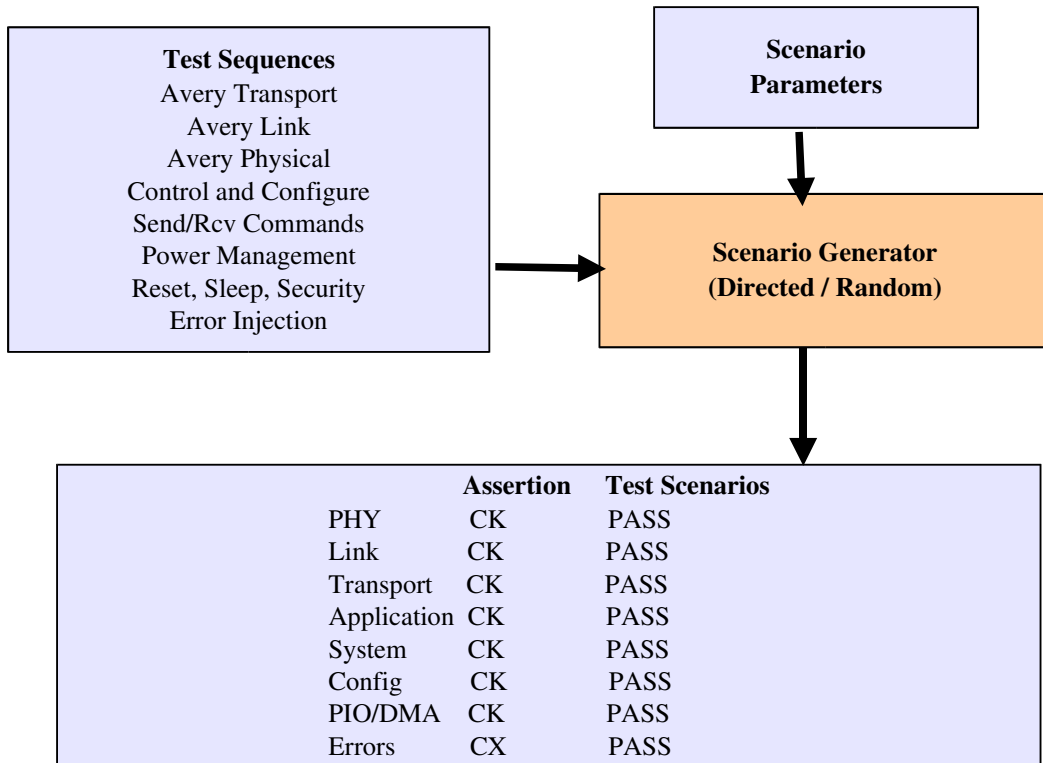 Test Sequences
Avery Transport
Avery Link
Avery Physical
Control and Configure
Send/Rcv Commands
Power Management
Reset, Sleep, Security
Error Injection
Scenario
Parameters
Scenario Generator
(Directed / Random)
Assertion Test Scenarios
PHY CK PASS
Link CK PASS
Transport CK PASS
Application CK PASS
System CK PASS
Config CK PASS
PIO/DMA CK PASS
Errors CX PASS